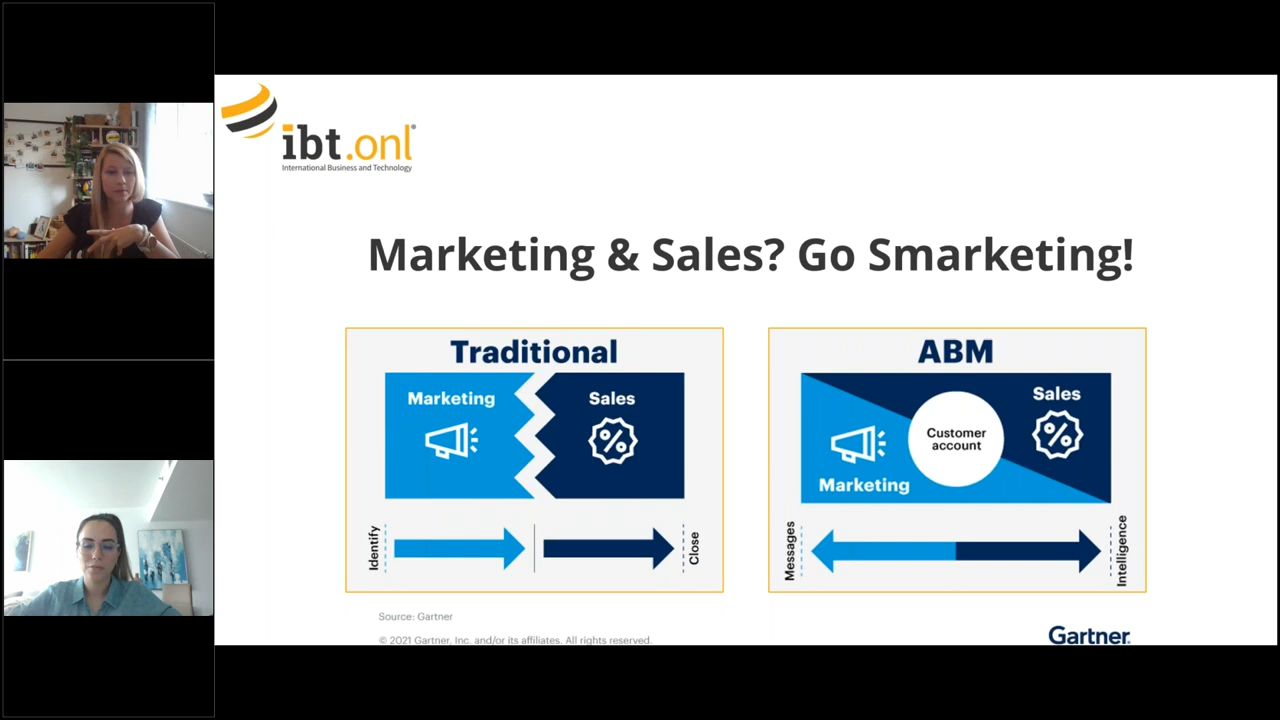 ibt.onl®
International Business and Technology
Marketing & Sales? Go Smarketing!
Traditional
Marketing
Sales
Identify
Close
ABM
Sales
Customer
account
Marketing
Messages
Intelligence
Source: Gartner
© 2021 Gartner, Inc. and/or its affiliates. All rights reserved.
Gartner.